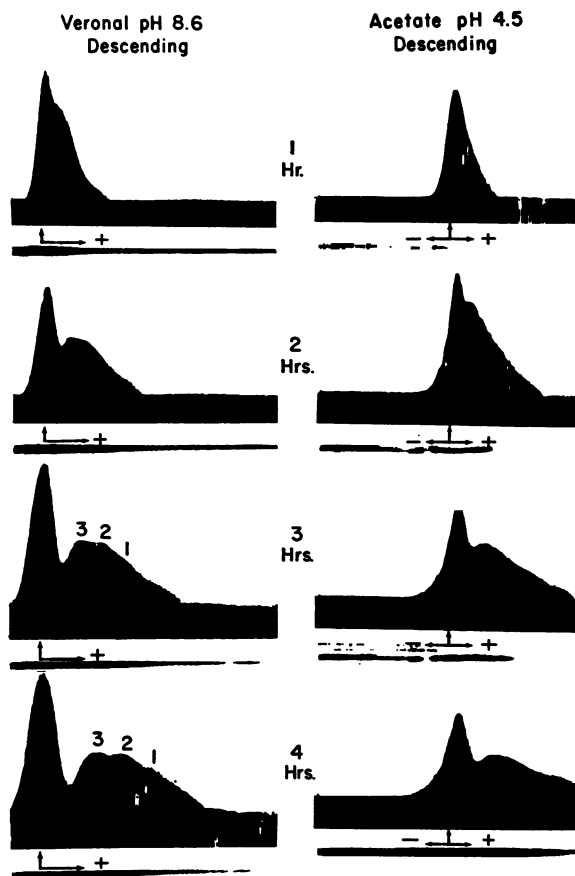 Veronal pH 8.6
Descending
Acetate pH 4.5
Descending
1
Hr.
+
- +
2
Hrs.
+
- +
3 2 1
3
Hrs.
+
- +
3 2 1
4
Hrs.
+
- +